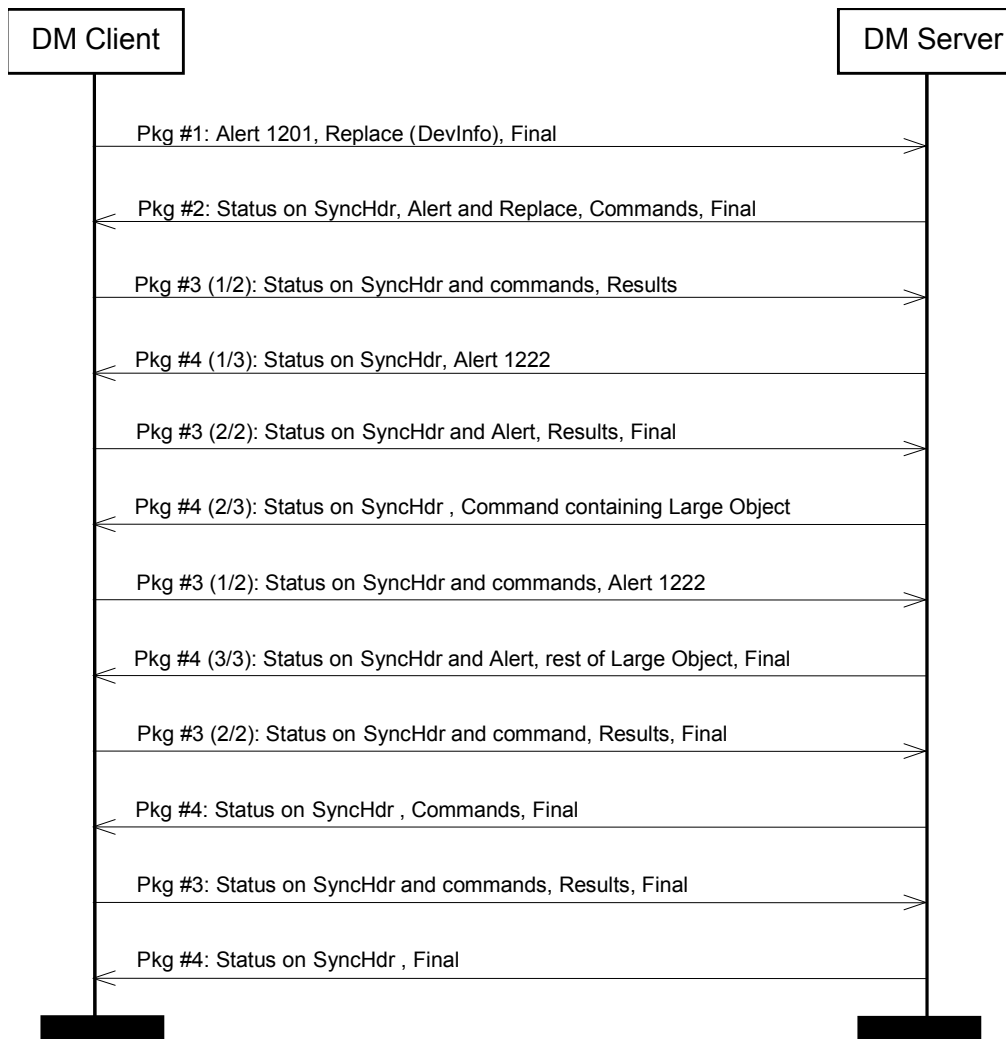 DM Client
DM Server
Pkg #1: Alert 1201, Replace (DevInfo), Final
Pkg #2: Status on SyncHdr, Alert and Replace, Commands, Final
Pkg #3 (1/2): Status on SyncHdr and commands, Results
Pkg #4 (1/3): Status on SyncHdr, Alert 1222
Pkg #3 (2/2): Status on SyncHdr and Alert, Results, Final
Pkg #4 (2/3): Status on SyncHdr , Command containing Large Object
Pkg #3 (1/2): Status on SyncHdr and commands, Alert 1222
Pkg #4 (3/3): Status on SyncHdr and Alert, rest of Large Object, Final
Pkg #3 (2/2): Status on SyncHdr and command, Results, Final
Pkg #4: Status on SyncHdr , Commands, Final
Pkg #3: Status on SyncHdr and commands, Results, Final
Pkg #4: Status on SyncHdr , Final